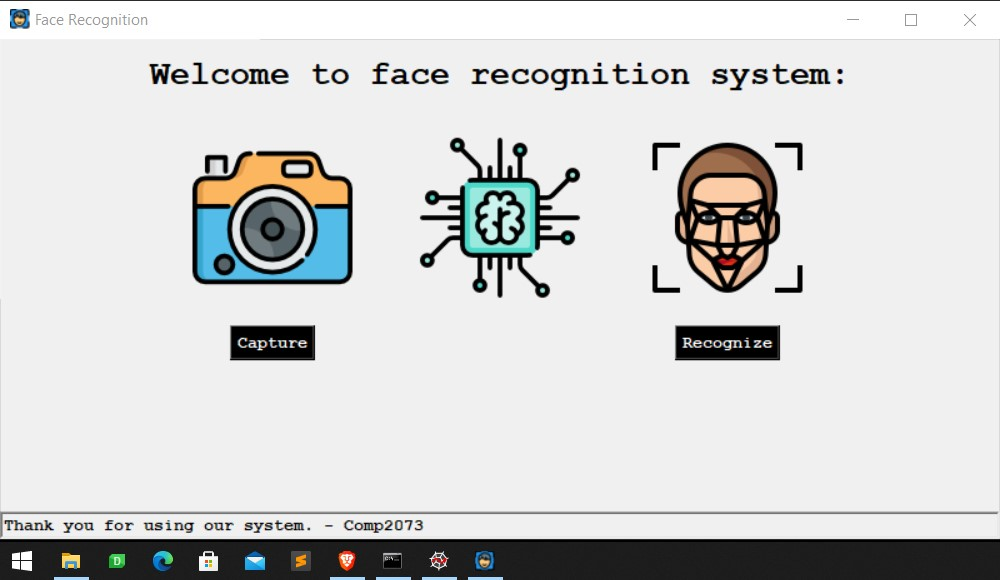 Face Recognition
Welcome to face recognition system:
Capture
Recognize
Thank you for using our system. - Comp2073